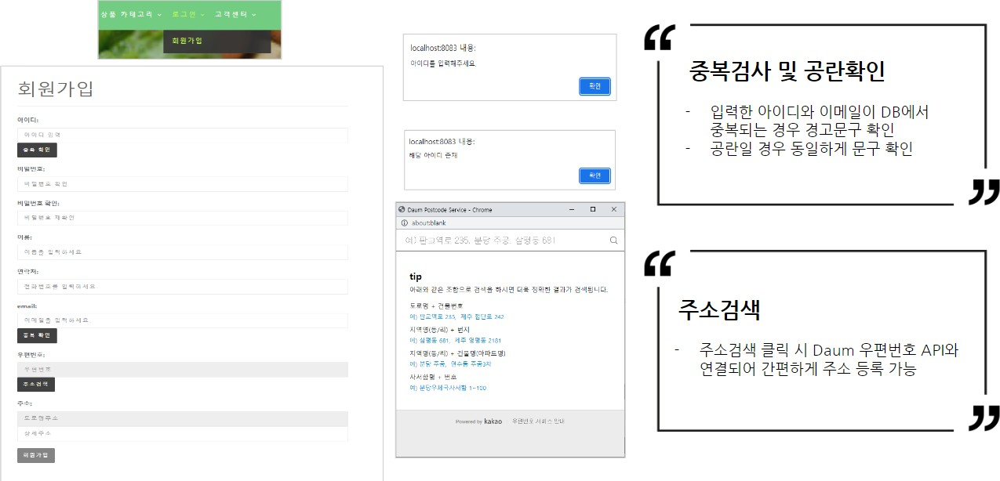 상품 카테고리 로그인 고객센터
회원가입
회원가입
아이디:
아이디 입력
중복 확인
비밀번호:
비밀번호 확인
비밀번호 확인:
비밀번호 재확인
이름:
이름을 입력하세요
연락처:
전화번호를 입력하세요
email:
이메일을 입력하세요.
중복 확인
우편번호:
우편번호
주소검색
주소:
도로명주소
상세주소
회원가입
localhost:8083 내용:
아이디를 입력해주세요.
확인
localhost:8083 내용:
해당 아이디 존재
확인
Daum Postcode Service - Chrome
about:blank
예) 판교역로 235, 분당 주공, 삼평동 681
tip
아래와 같은 조합으로 검색을 하시면 더욱 정확한 결과가 검색됩니다.
도로명 + 건물번호
예) 판교역로 235, 제주 첨단로 242
지역명(동/리) + 번지
예) 삼평동 681, 제주 영평동 2181
지역명(동/리) + 건물명(아파트명)
예) 분당 주공, 연수동 주공3차
사서함명 + 번호
예) 분당우체국사서함 1~100
Powered by kakao 우편번호 서비스 안내
“
중복검사 및 공란확인
- 입력한 아이디와 이메일이 DB에서
중복되는 경우 경고문구 확인
- 공란일 경우 동일하게 문구 확인
”
“
주소검색
- 주소검색 클릭 시 Daum 우편번호 API와
연결되어 간편하게 주소 등록 가능
”